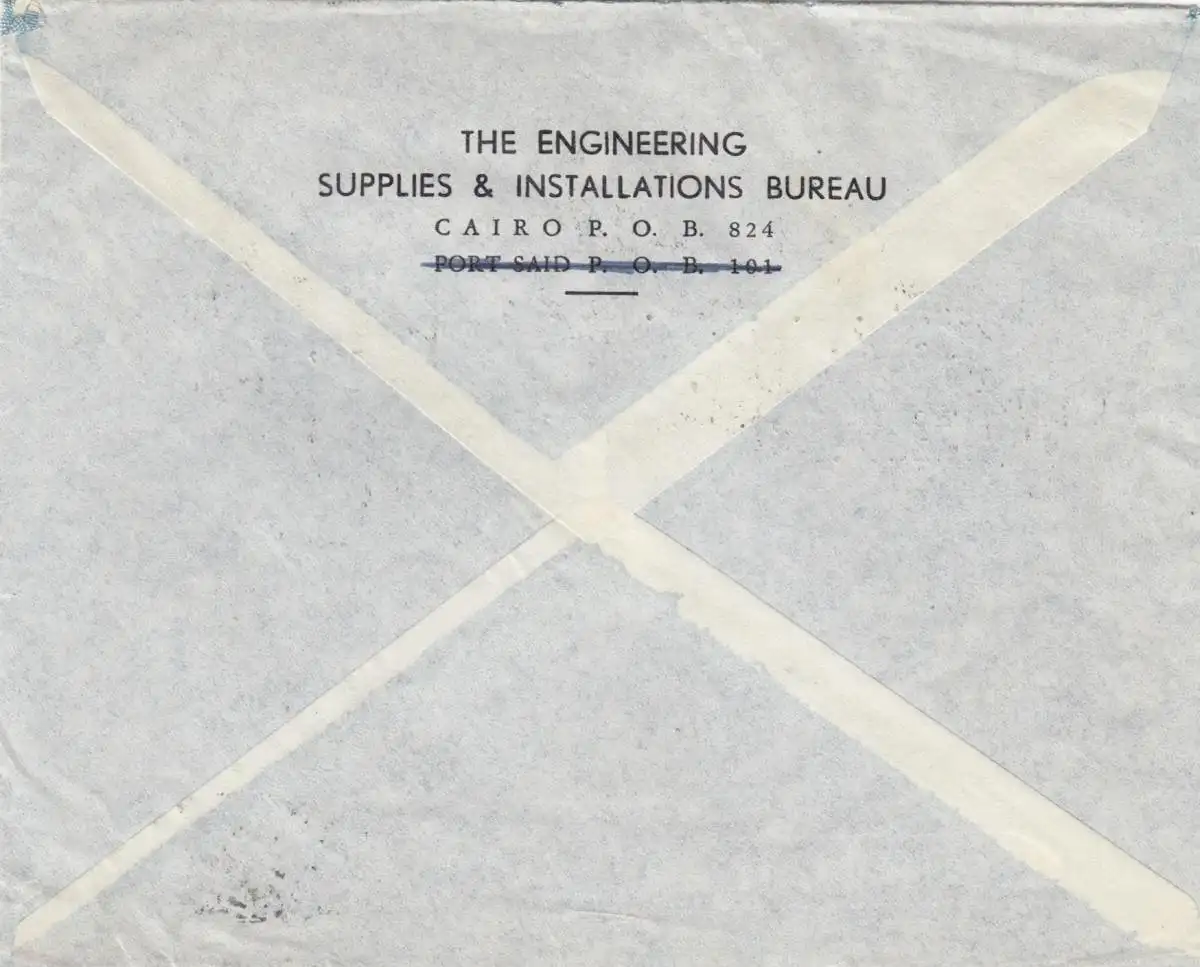 THE ENGINEERING
SUPPLIES & INSTALLATIONS BUREAU
CAIRO P. O. B. 824
PORT SAID P. O. B. 101